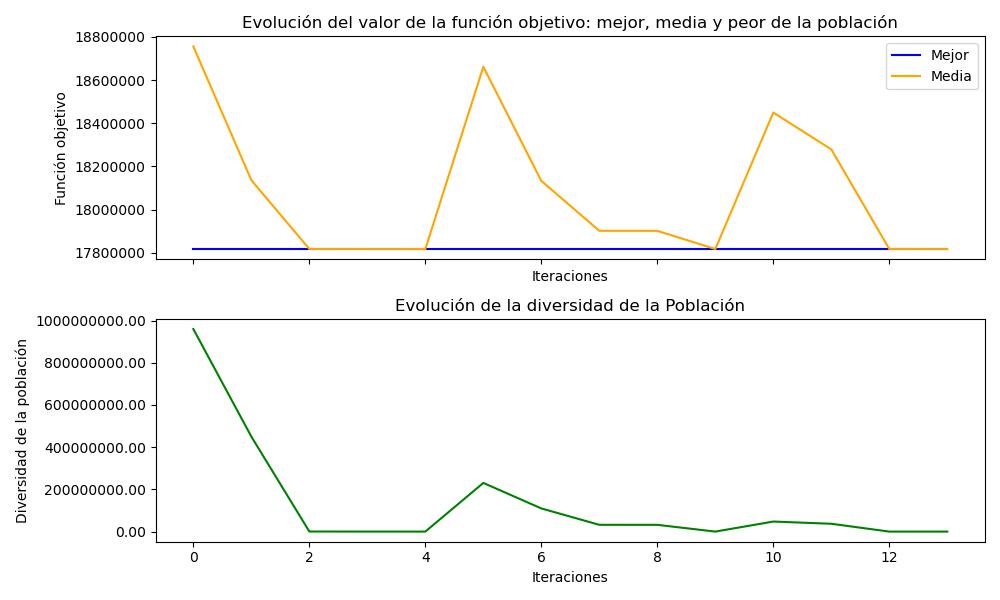 Evolución del valor de la función objetivo: mejor, media y peor de la población
18800000
18600000
18400000
18200000
18000000
17800000
Función objetivo
Mejor
Media
Iteraciones
Evolución de la diversidad de la Población
1000000000.00
800000000.00
600000000.00
400000000.00
200000000.00
0.00
Diversidad de la población
0 2 4 6 8 10 12
Iteraciones